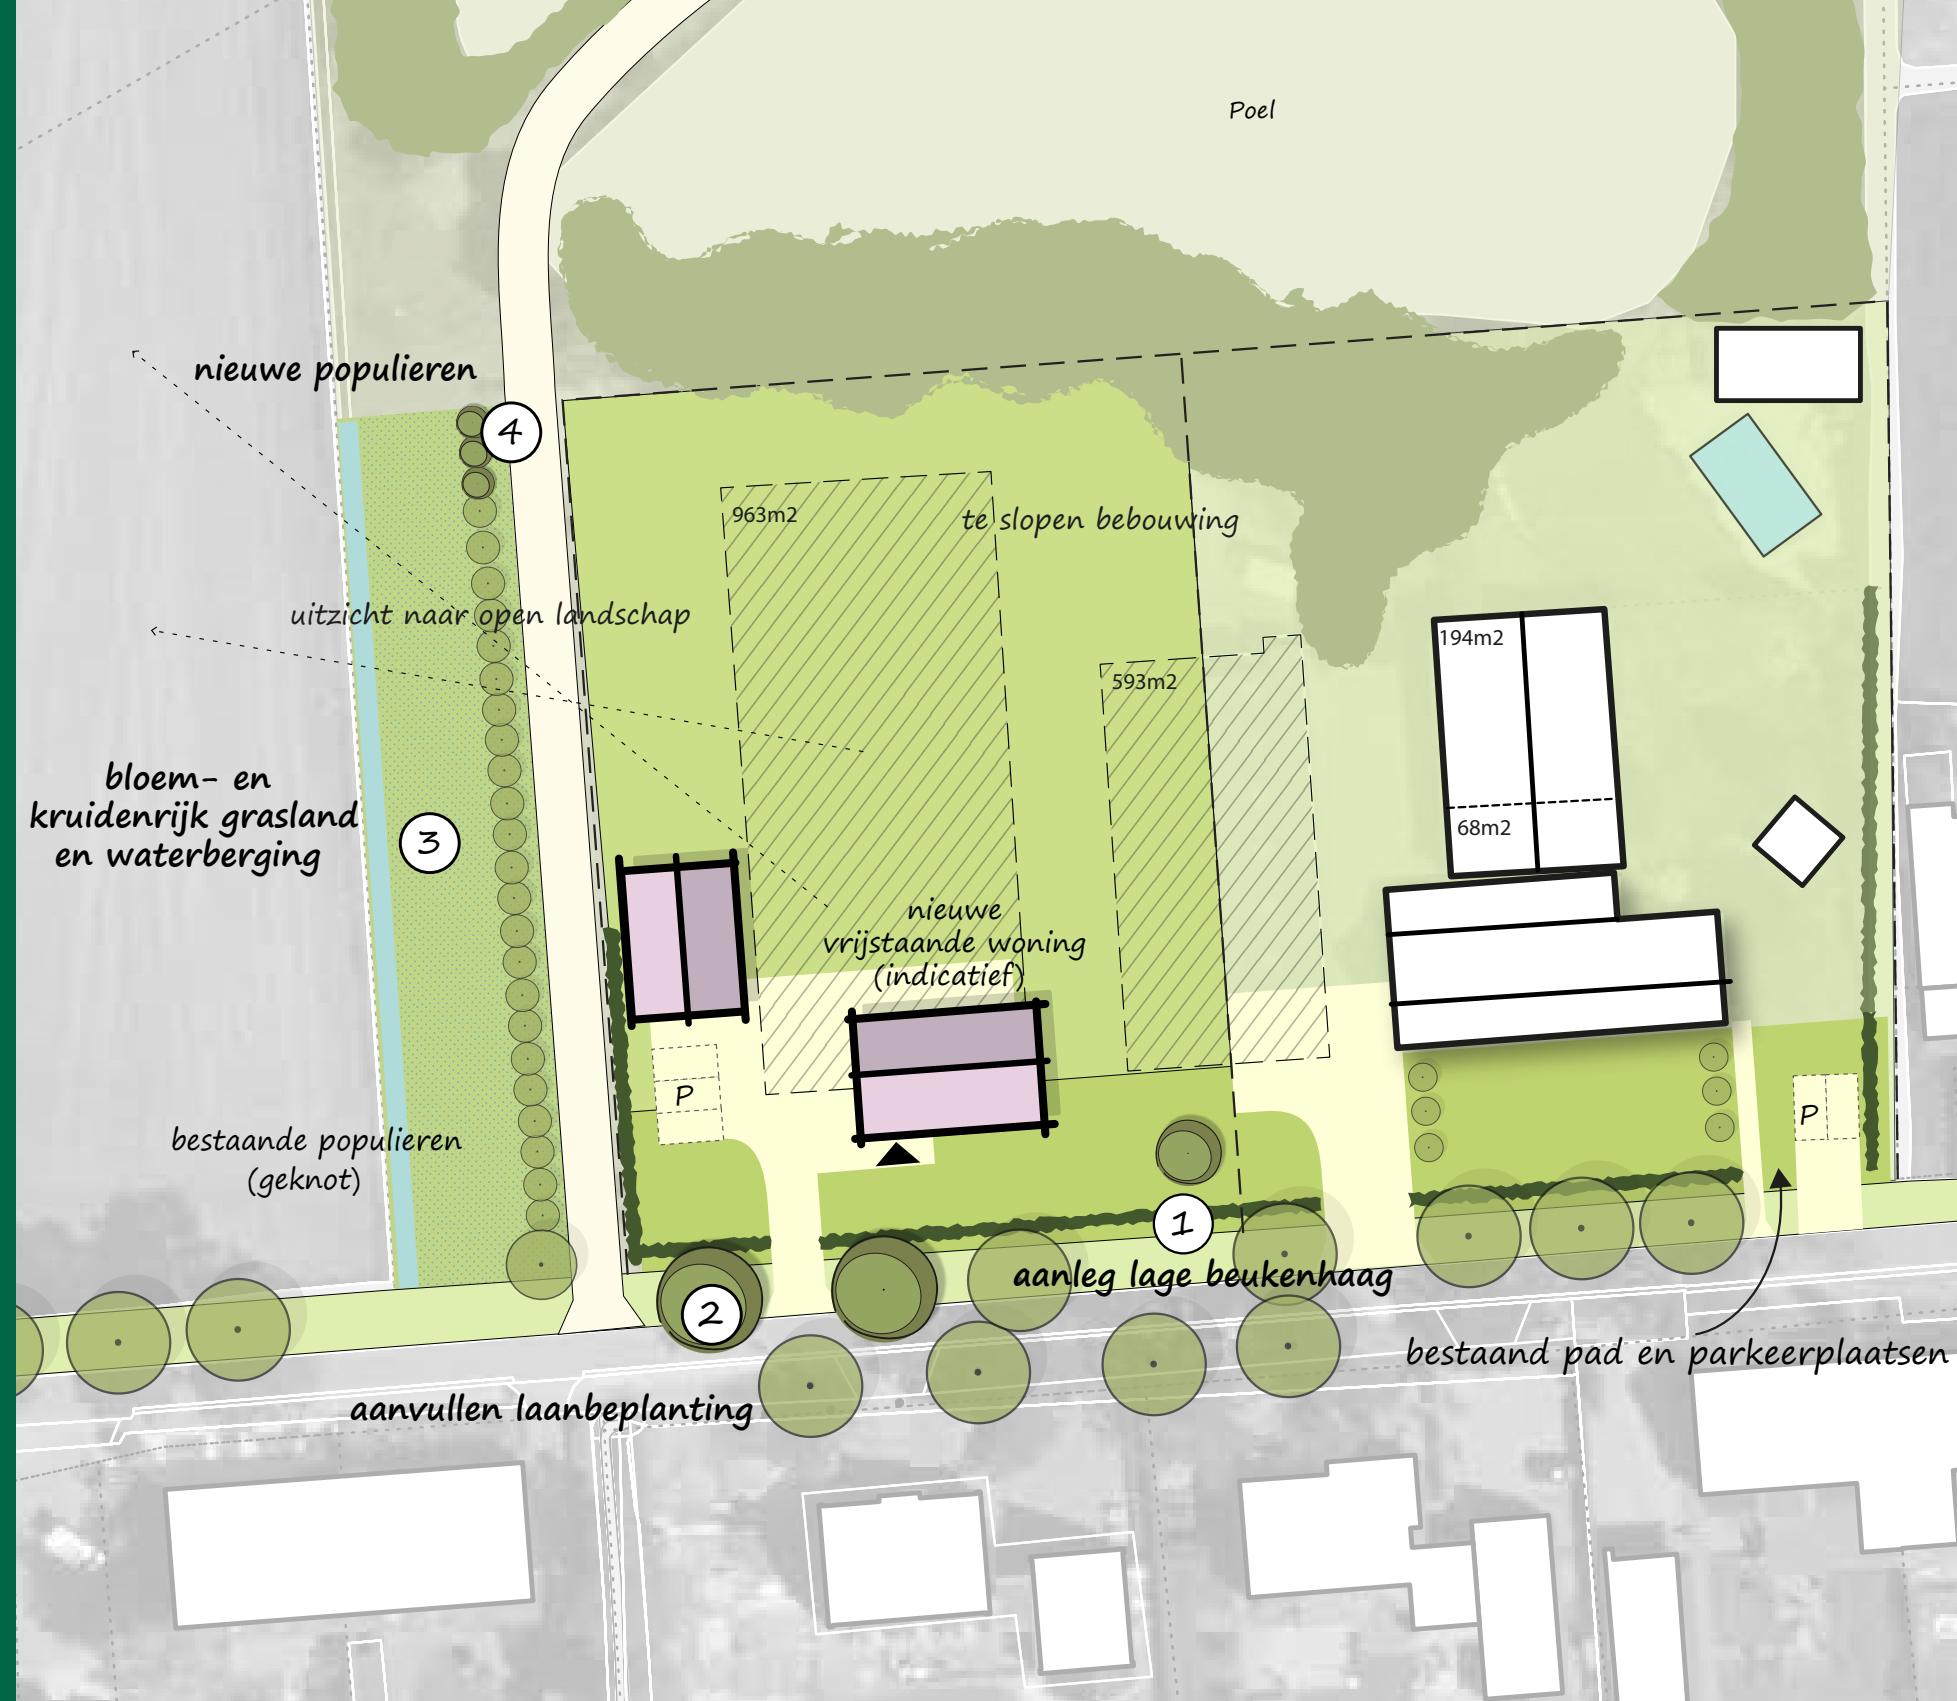 Poel
nieuwe populieren
4
963m2
te slopen bebouwing
uitzicht naar open landschap
194m2
593m2
bloem- en
kruidenrijk grasland
en waterberging
3
68m2
nieuwe
vrijstaande woning
(indicatief)
P
P
bestaande populieren
(geknot)
1
aanleg lage beukenhaag
2
bestaand pad en parkeerplaatsen
aanvullen laanbeplanting